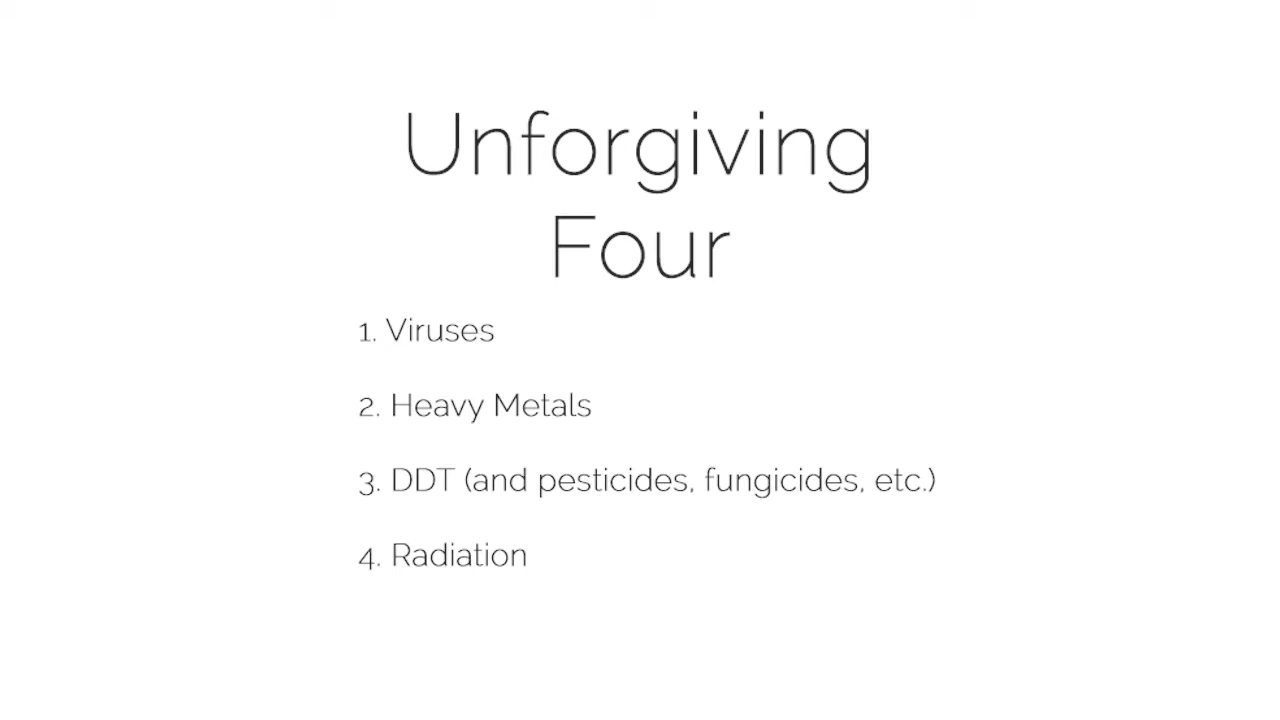 Unforgiving
Four
1. Viruses
2. Heavy Metals
3. DDT (and pesticides, fungicides, etc.)
4. Radiation